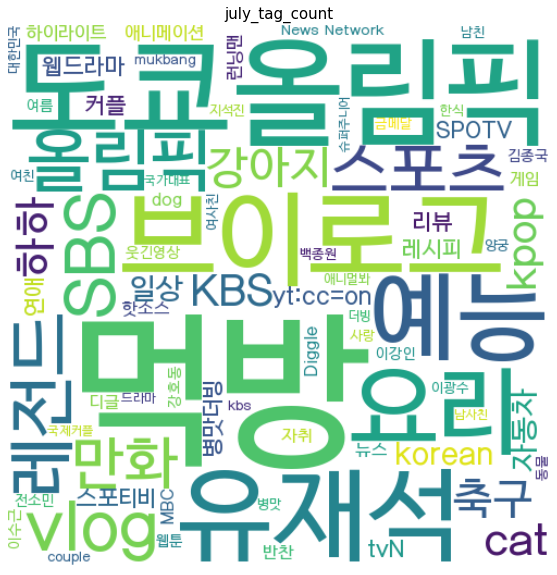 july_tag_count
하이라이트
애니메이션
News Network
남친
대한민국
웹드라마
mukbang
런닝맨
도쿄
올림픽
여름
커플
지석진
슈퍼주니어
금메달
한식
SPOTV
올림픽
강아지
스포츠
김종국
여친
국가대표
게임
dog
여사친
하하
SBS
브이로그
리뷰
kpop
웃긴영상
백종원
레시피
양궁
연애
일상
KBS
yt:cc=on
애니멀봐
예능
핫소스
더빙
사랑
레전드
먹방
Diggle
이강인
디글
드라마
강호동
kbs
병맛더빙
요리
이광수
자동차
국제커플
만화
자취
남사친
뉴스
korean
동물
전소민
스포티비
MBC
유재석
축구
이수근
vlog
병맛
웹툰
반찬
tvN
cat
couple